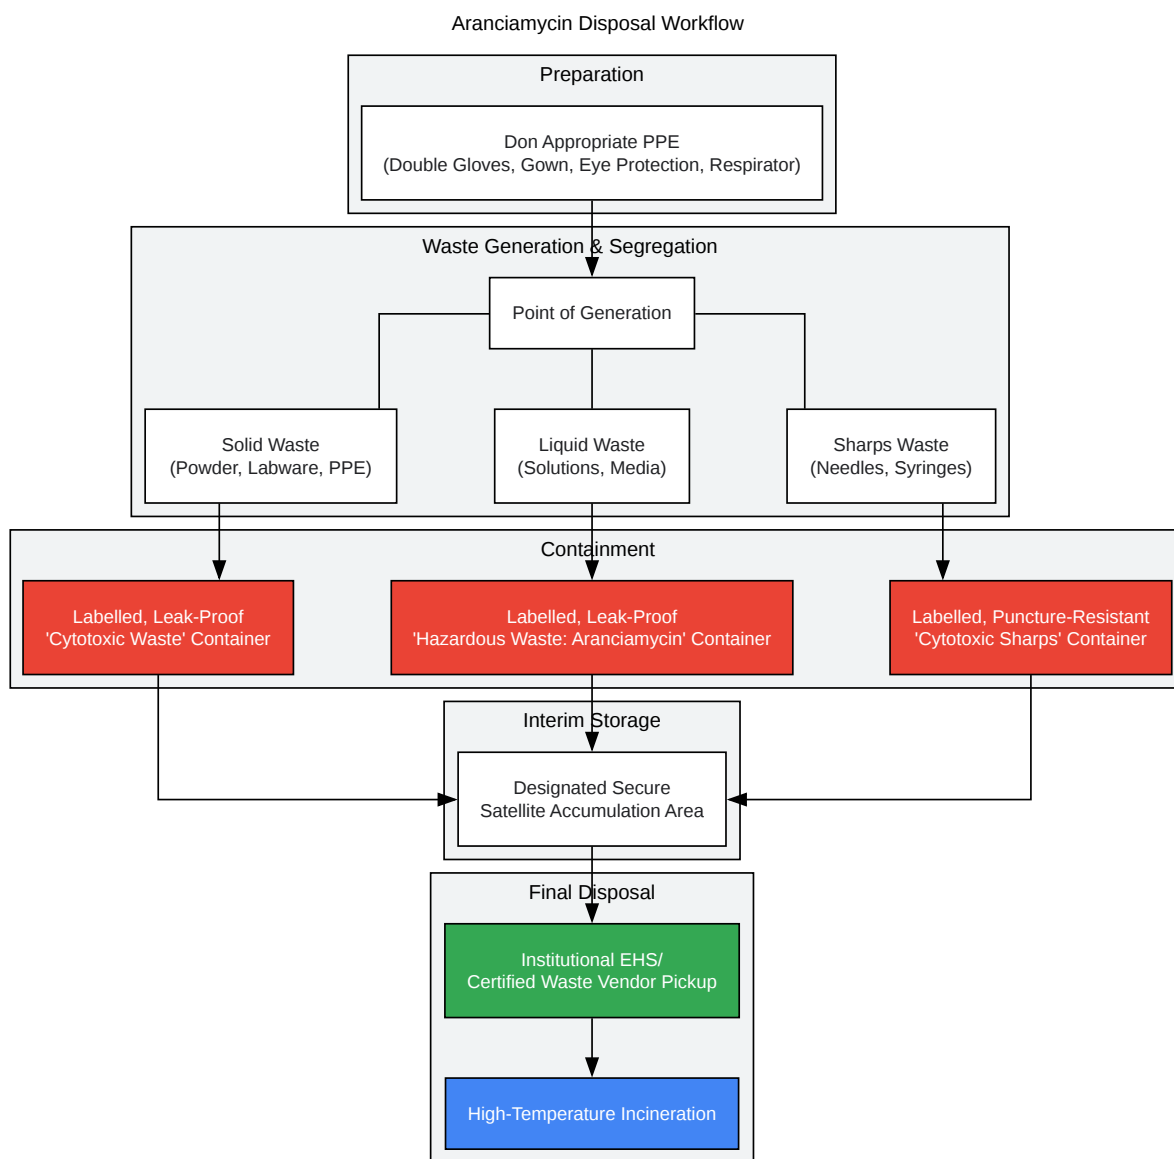 Aranciamycin Disposal Workflow
Preparation
Don Appropriate PPE
(Double Gloves, Gown, Eye Protection, Respirator)
Waste Generation & Segregation
Point of Generation
Solid Waste
(Powder, Labware, PPE)
Liquid Waste
(Solutions, Media)
Sharps Waste
(Needles, Syringes)
Containment
Labelled, Leak-Proof
'Cytotoxic Waste' Container
Labelled, Leak-Proof
'Hazardous Waste: Aranciamycin' Container
Labelled, Puncture-Resistant
'Cytotoxic Sharps' Container
Interim Storage
Designated Secure
Satellite Accumulation Area
Final Disposal
Institutional EHS/
Certified Waste Vendor Pickup
High-Temperature Incineration